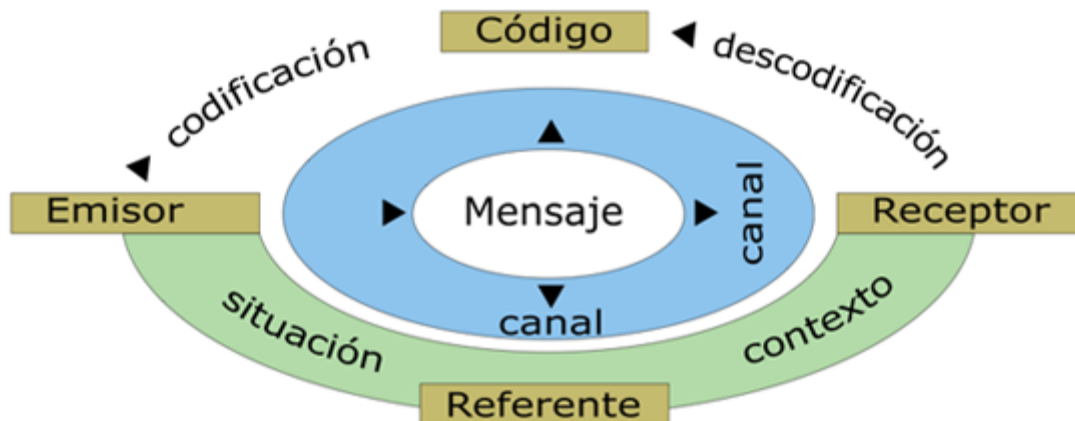 Código
codificación
descodificación
Emisor
Mensaje
canal
Receptor
situación
canal
contexto
Referente